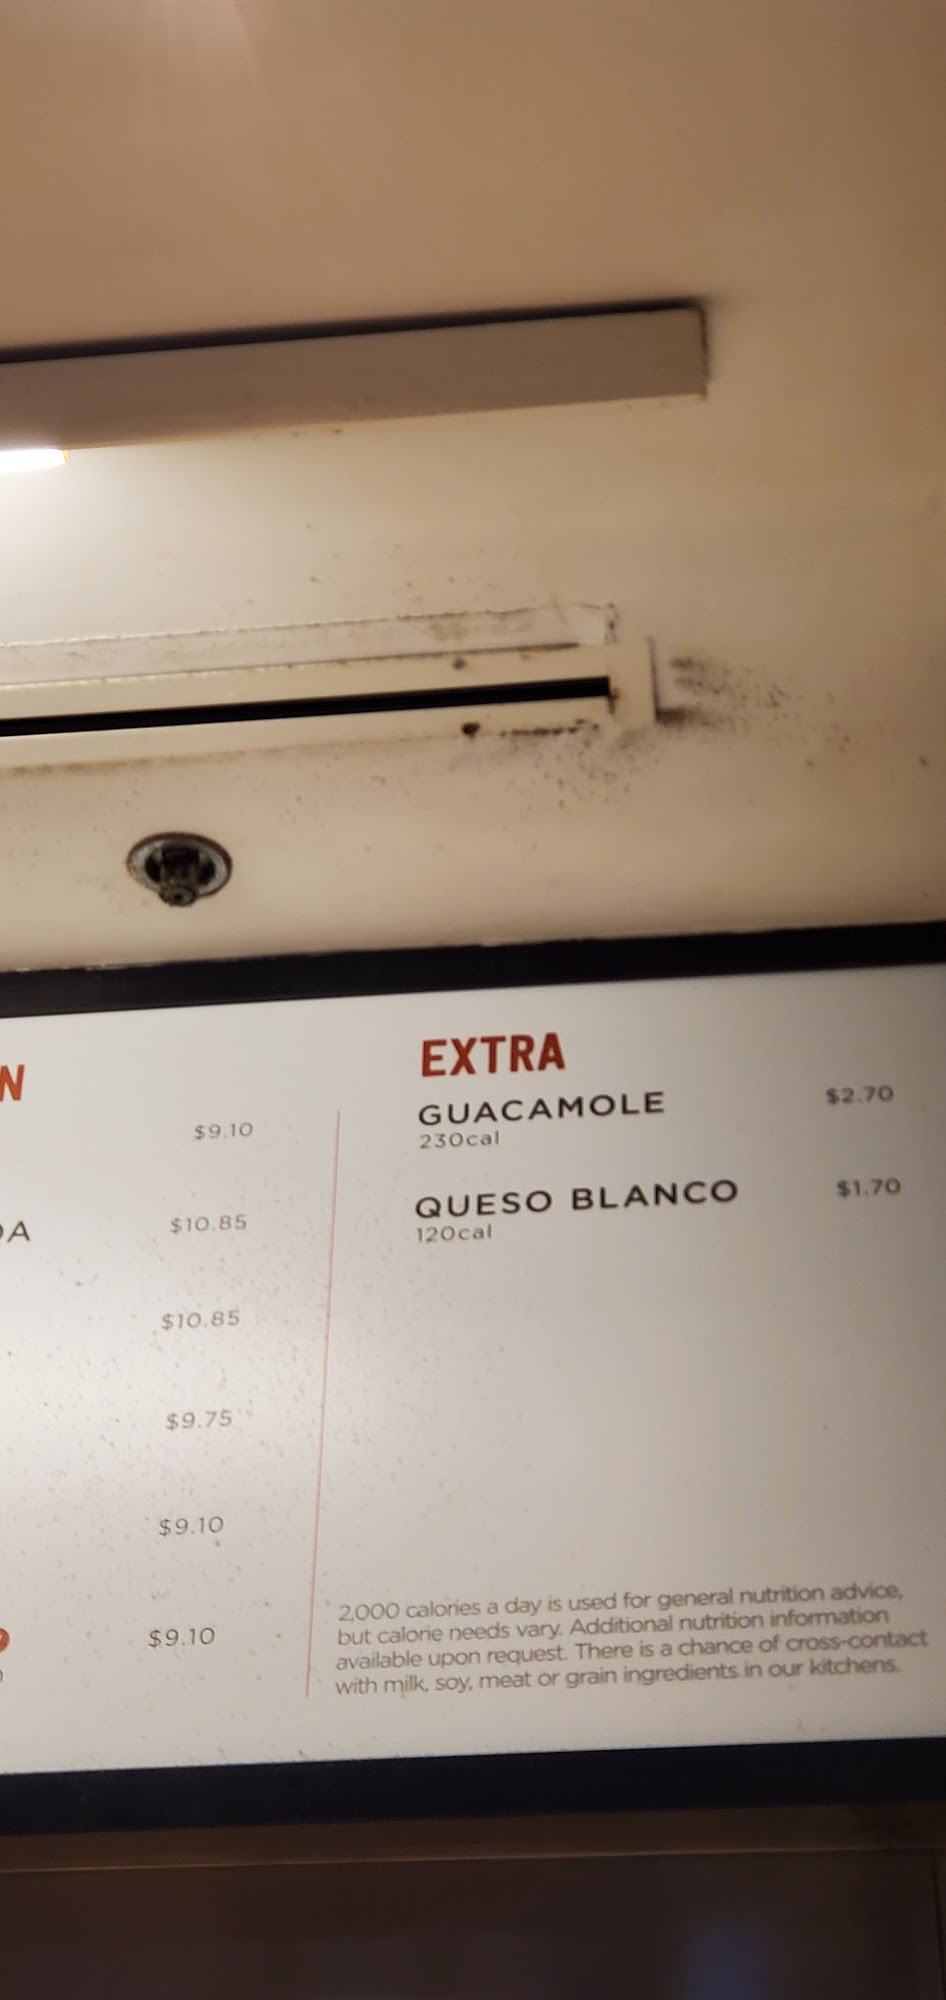 N
$9.10
DA
$10.85
$10.85
$9.75
$9.10
$9.10
EXTRA
GUACAMOLE $2.70
230cal
QUESO BLANCO $1.70
120cal
2,000 calories a day is used for general nutrition advice,
but calorie needs vary. Additional nutrition information
available upon request. There is a chance of cross-contact
with milk, soy, meat or grain ingredients in our kitchens.